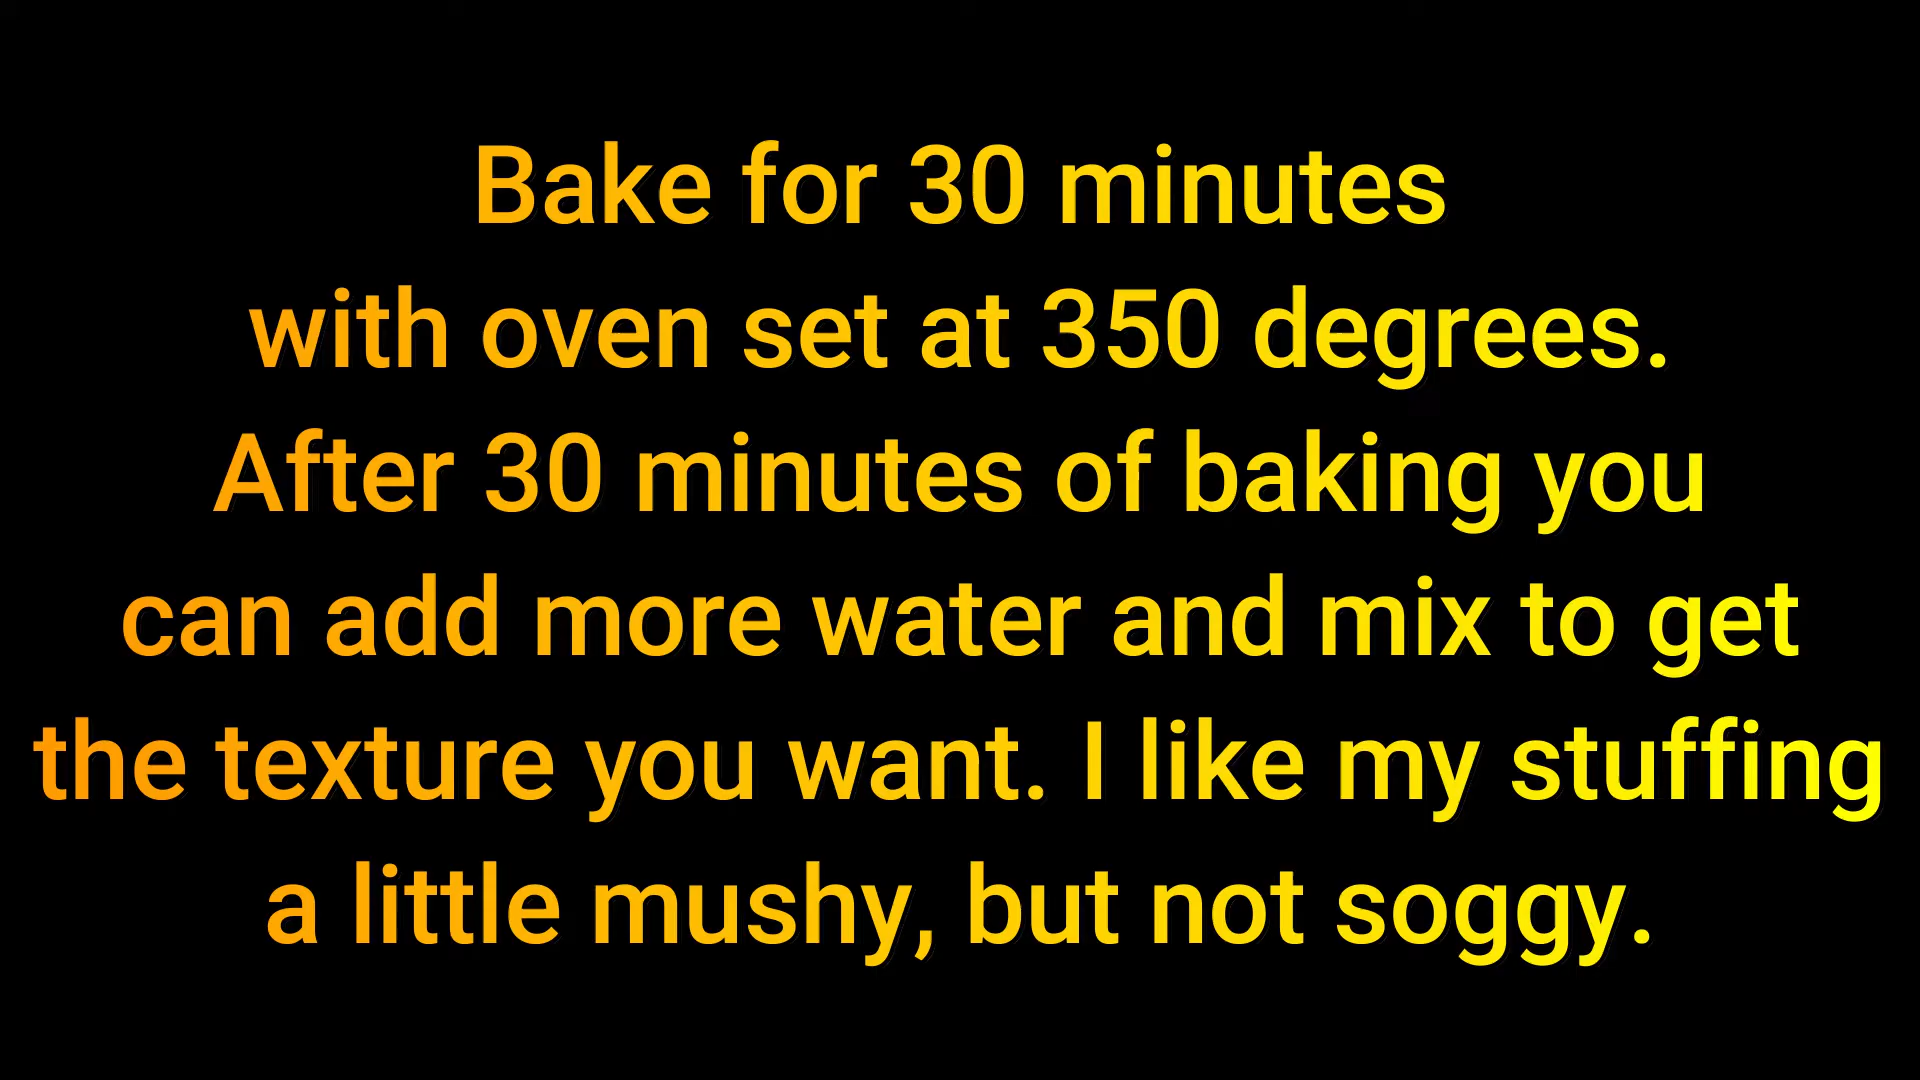 Bake for 30 minutes
with oven set at 350 degrees.
After 30 minutes of baking you
can add more water and mix to get
the texture you want. I like my stuffing
a little mushy, but not soggy.